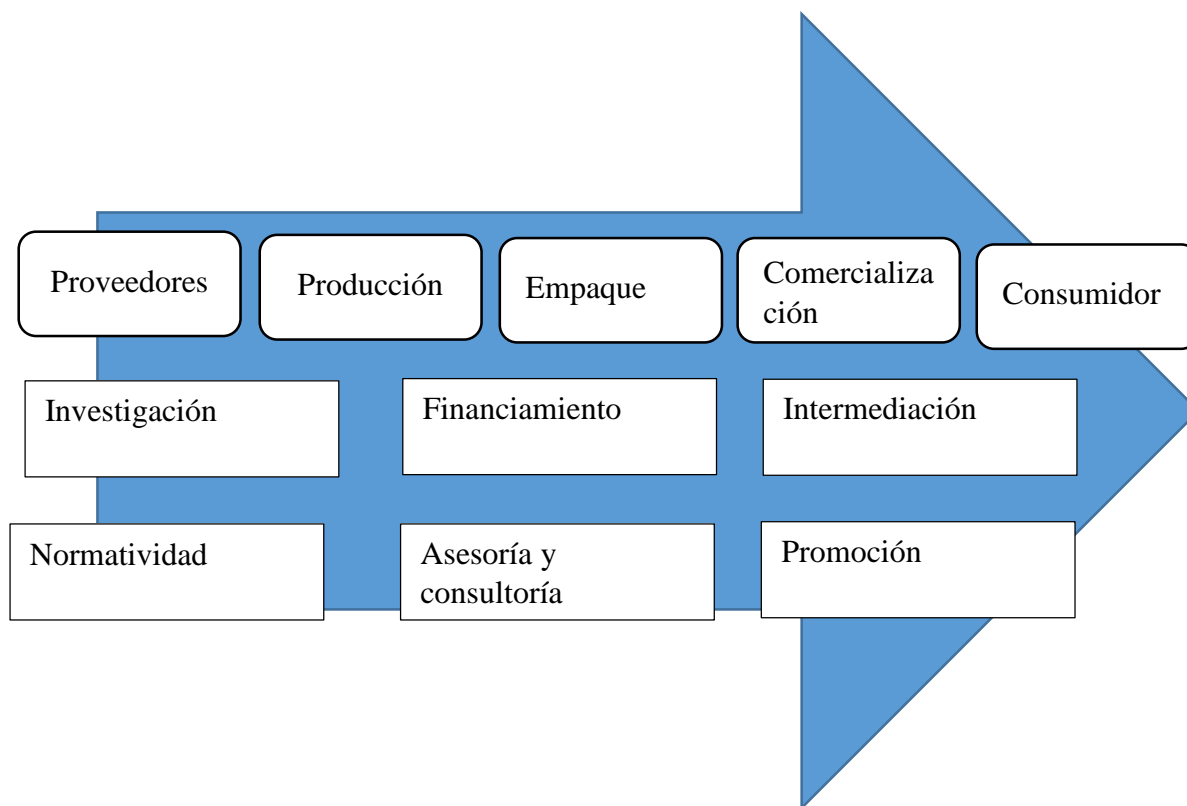 Proveedores
Producción
Empaque
Comercializa
ción
Consumidor
Investigación
Financiamiento
Intermediación
Normatividad
Asesoría y
consultoría
Promoción